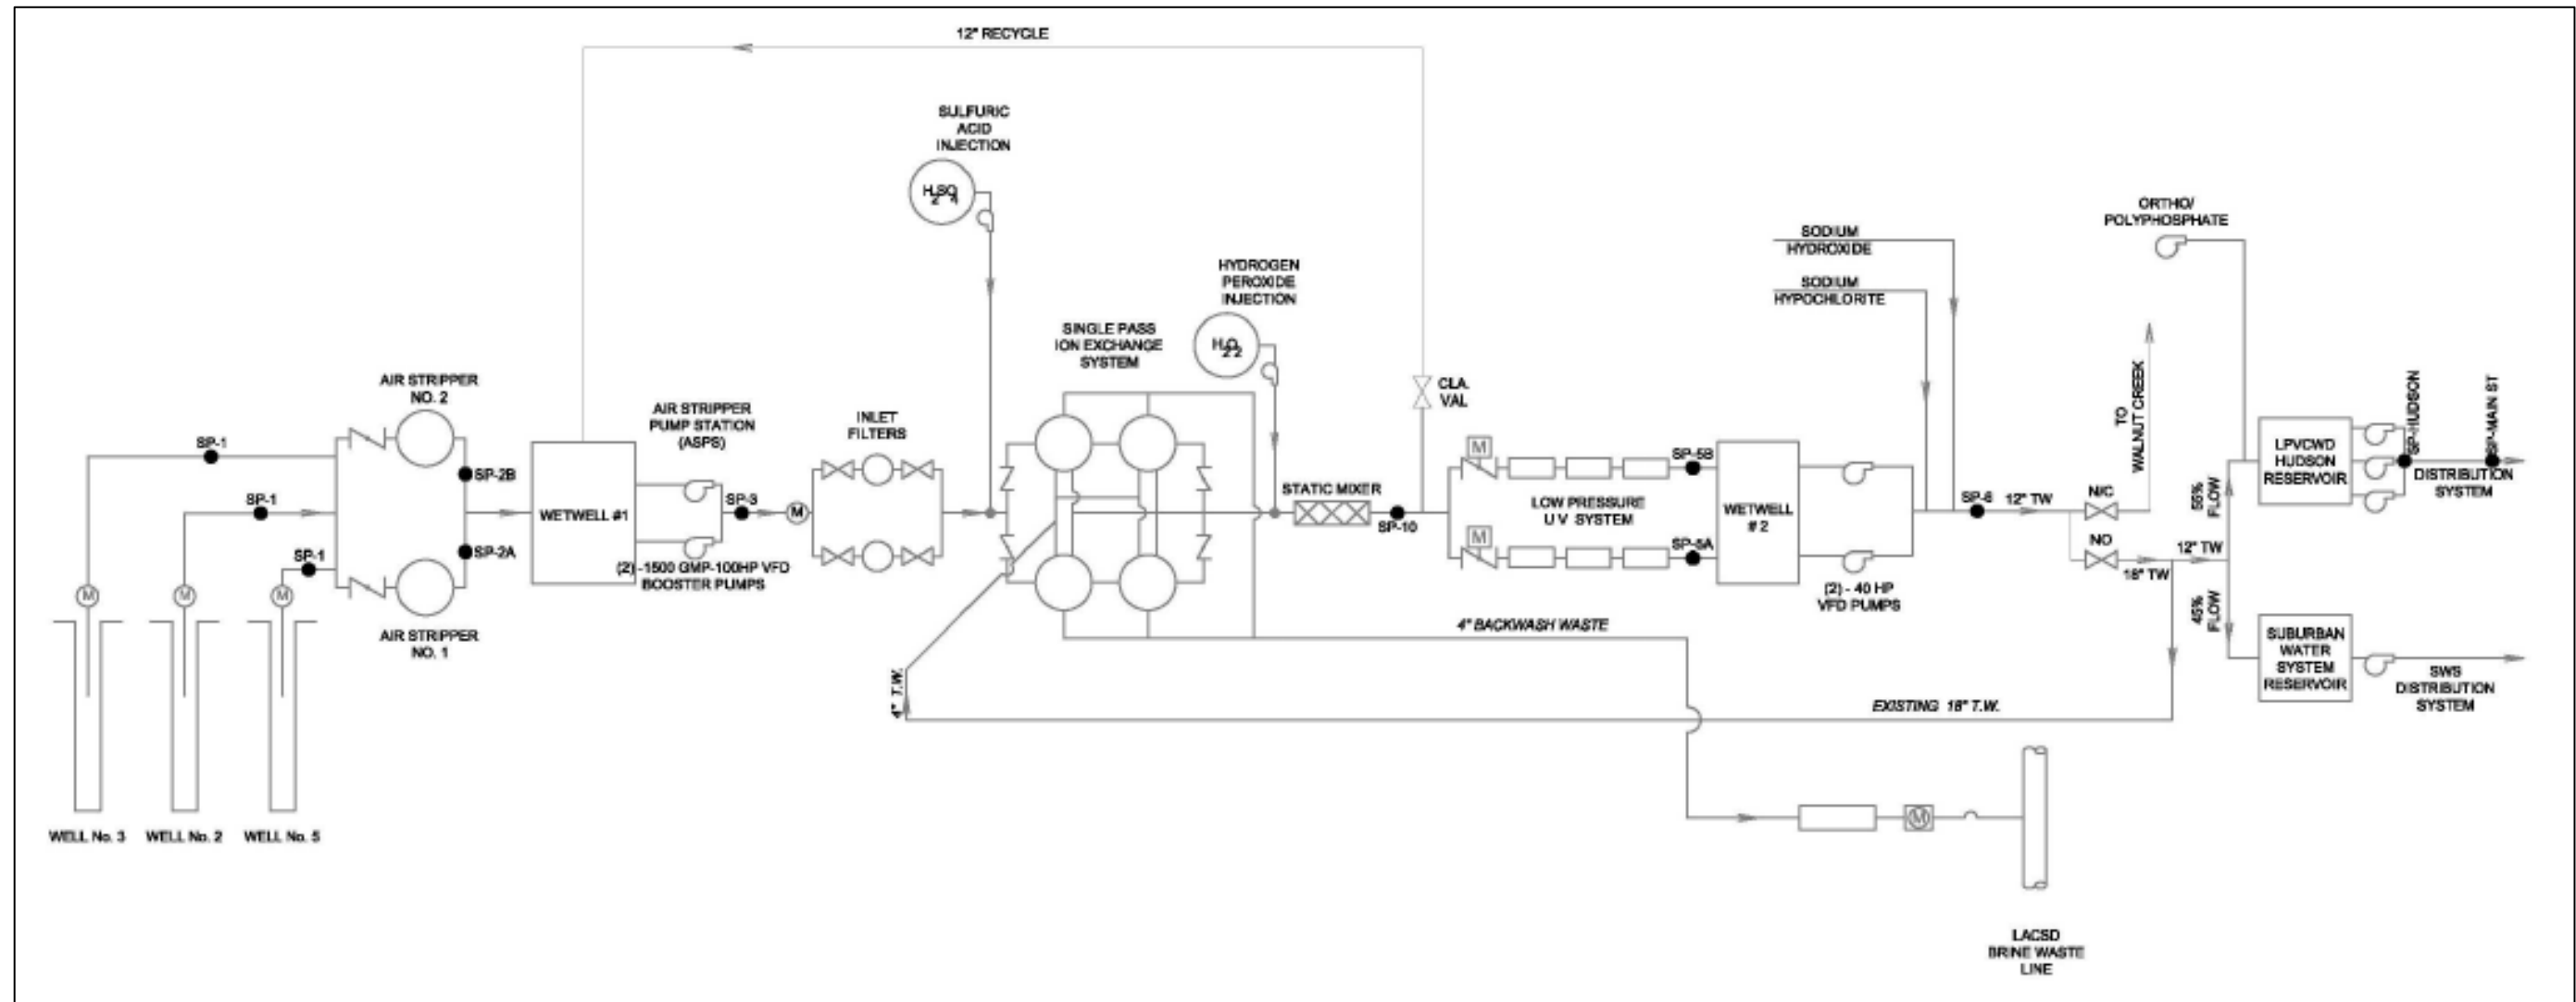 12" RECYCLE
SULFURIC
ACID
INJECTION
H2SO4
HYDROGEN
PEROXIDE
INJECTION
H2O2
SINGLE PASS
ION EXCHANGE
SYSTEM
AIR STRIPPER
NO. 2
SP-1
SP-1
SP-1
SP-2B
SP-2A
AIR STRIPPER
NO. 1
M
M
M
WELL No. 3
WELL No. 2
WELL No. 5
WETWELL #1
AIR STRIPPER
PUMP STATION
(ASPS)
SP-3
(2) -1500 GMP-100HP VFD
BOOSTER PUMPS
M
INLET
FILTERS
STATIC MIXER
SP-10
CLA.
VAL
M
M
SP-5B
LOW PRESSURE
U V SYSTEM
SP-5A
WETWELL
# 2
(2) - 40 HP
VFD PUMPS
SODIUM
HYDROXIDE
SODIUM
HYPOCHLORITE
SP-6
12" TW
N/C
NO
18" TW
TO
WALNUT CREEK
ORTHO/
POLYPHOSPHATE
12" TW
55%
FLOW
45%
FLOW
LPVCWD
HUDSON
RESERVOIR
SP-HUDSON
SP-MAIN ST
DISTRIBUTION
SYSTEM
SUBURBAN
WATER
SYSTEM
RESERVOIR
SWS
DISTRIBUTION
SYSTEM
4" BACKWASH WASTE
4" T.W.
EXISTING 18" T.W.
M
LACSD
BRINE WASTE
LINE